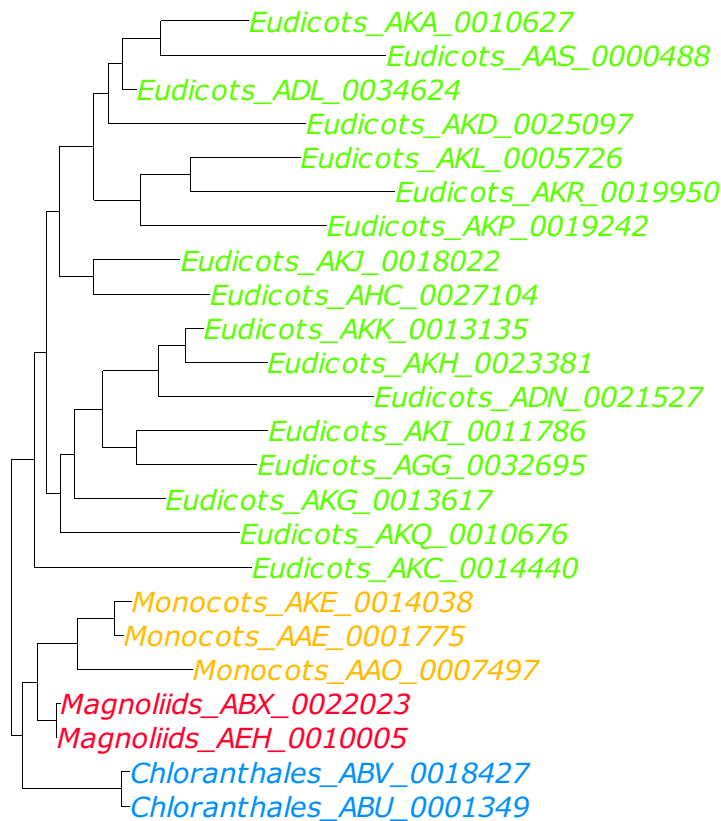 Eudicots_AKA_0010627
Eudicots_AAS_0000488
Eudicots_ADL_0034624
Eudicots_AKD_0025097
Eudicots_AKL_0005726
Eudicots_AKR_0019950
Eudicots_AKP_0019242
Eudicots_AKJ_0018022
Eudicots_AHC_0027104
Eudicots_AKK_0013135
Eudicots_AKH_0023381
Eudicots_ADN_0021527
Eudicots_AKI_0011786
Eudicots_AGG_0032695
Eudicots_AKG_0013617
Eudicots_AKQ_0010676
Eudicots_AKC_0014440
Monocots_AKE_0014038
Monocots_AAE_0001775
Monocots_AAO_0007497
Magnoliids_ABX_0022023
Magnoliids_AEH_0010005
Chloranthales_ABV_0018427
Chloranthales_ABU_0001349